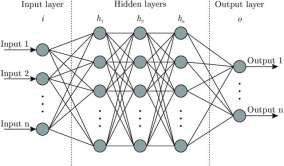 Input layer
Hidden layers
Output layer
i
h₁
h₂
hₙ
o
Input 1
Input 2
Input n
Output 1
Output n